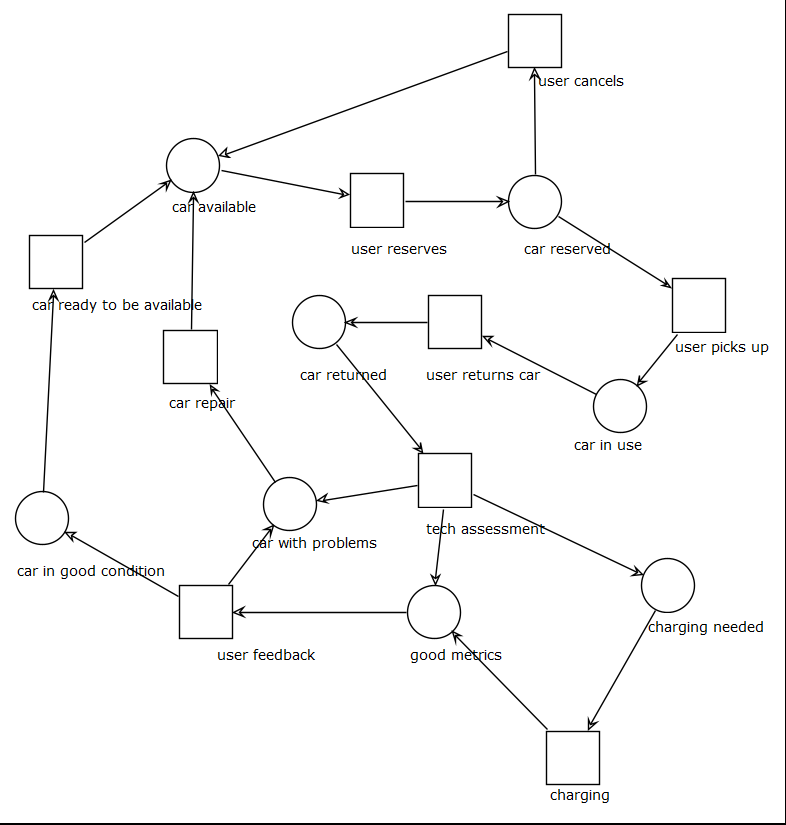 user cancels
car available
user reserves
car reserved
car ready to be available
user picks up
car returned
user returns car
car repair
car in use
tech assessment
car with problems
car in good condition
charging needed
user feedback
good metrics
charging